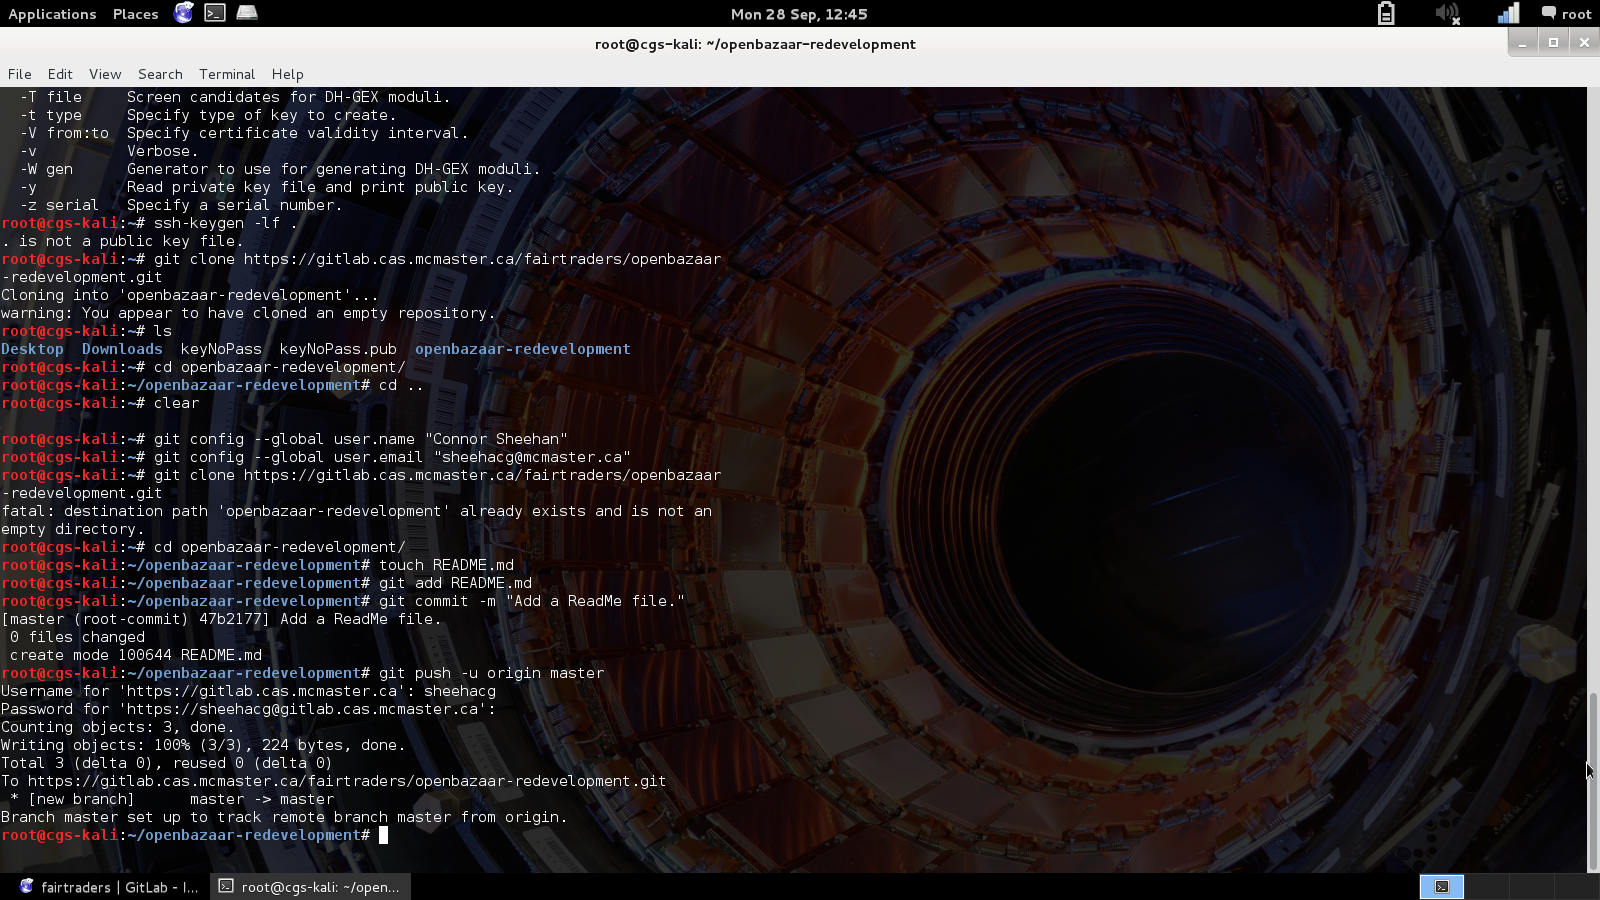 Applications Places Mon 28 Sep, 12:45 root
root@cgs-kali: ~/openbazaar-redevelopment
File Edit View Search Terminal Help
-T file     Screen candidates for DH-GEX moduli.
-t type     Specify type of key to create.
-V from:to  Specify certificate validity interval.
-v          Verbose.
-W gen      Generator to use for generating DH-GEX moduli.
-y          Read private key file and print public key.
-z serial   Specify a serial number.
root@cgs-kali:~# ssh-keygen -lf .
. is not a public key file.
root@cgs-kali:~# git clone https://gitlab.cas.mcmaster.ca/fairtraders/openbazaar
-redevelopment.git
Cloning into 'openbazaar-redevelopment'...
warning: You appear to have cloned an empty repository.
root@cgs-kali:~# ls
Desktop  Downloads  keyNoPass  keyNoPass.pub  openbazaar-redevelopment
root@cgs-kali:~# cd openbazaar-redevelopment/
root@cgs-kali:~/openbazaar-redevelopment# cd ..
root@cgs-kali:~# clear
root@cgs-kali:~# git config --global user.name "Connor Sheehan"
root@cgs-kali:~# git config --global user.email "sheehacg@mcmaster.ca"
root@cgs-kali:~# git clone https://gitlab.cas.mcmaster.ca/fairtraders/openbazaar
-redevelopment.git
fatal: destination path 'openbazaar-redevelopment' already exists and is not an
empty directory.
root@cgs-kali:~# cd openbazaar-redevelopment/
root@cgs-kali:~/openbazaar-redevelopment# touch README.md
root@cgs-kali:~/openbazaar-redevelopment# git add README.md
root@cgs-kali:~/openbazaar-redevelopment# git commit -m "Add a ReadMe file."
[master (root-commit) 47b2177] Add a ReadMe file.
0 files changed
create mode 100644 README.md
root@cgs-kali:~/openbazaar-redevelopment# git push -u origin master
Username for 'https://gitlab.cas.mcmaster.ca': sheehacg
Password for 'https://sheehacg@gitlab.cas.mcmaster.ca':
Counting objects: 3, done.
Writing objects: 100% (3/3), 224 bytes, done.
Total 3 (delta 0), reused 0 (delta 0)
To https://gitlab.cas.mcmaster.ca/fairtraders/openbazaar-redevelopment.git
* [new branch]      master -> master
Branch master set up to track remote branch master from origin.
root@cgs-kali:~/openbazaar-redevelopment#
fairtraders | GitLab - I... root@cgs-kali: ~/open...